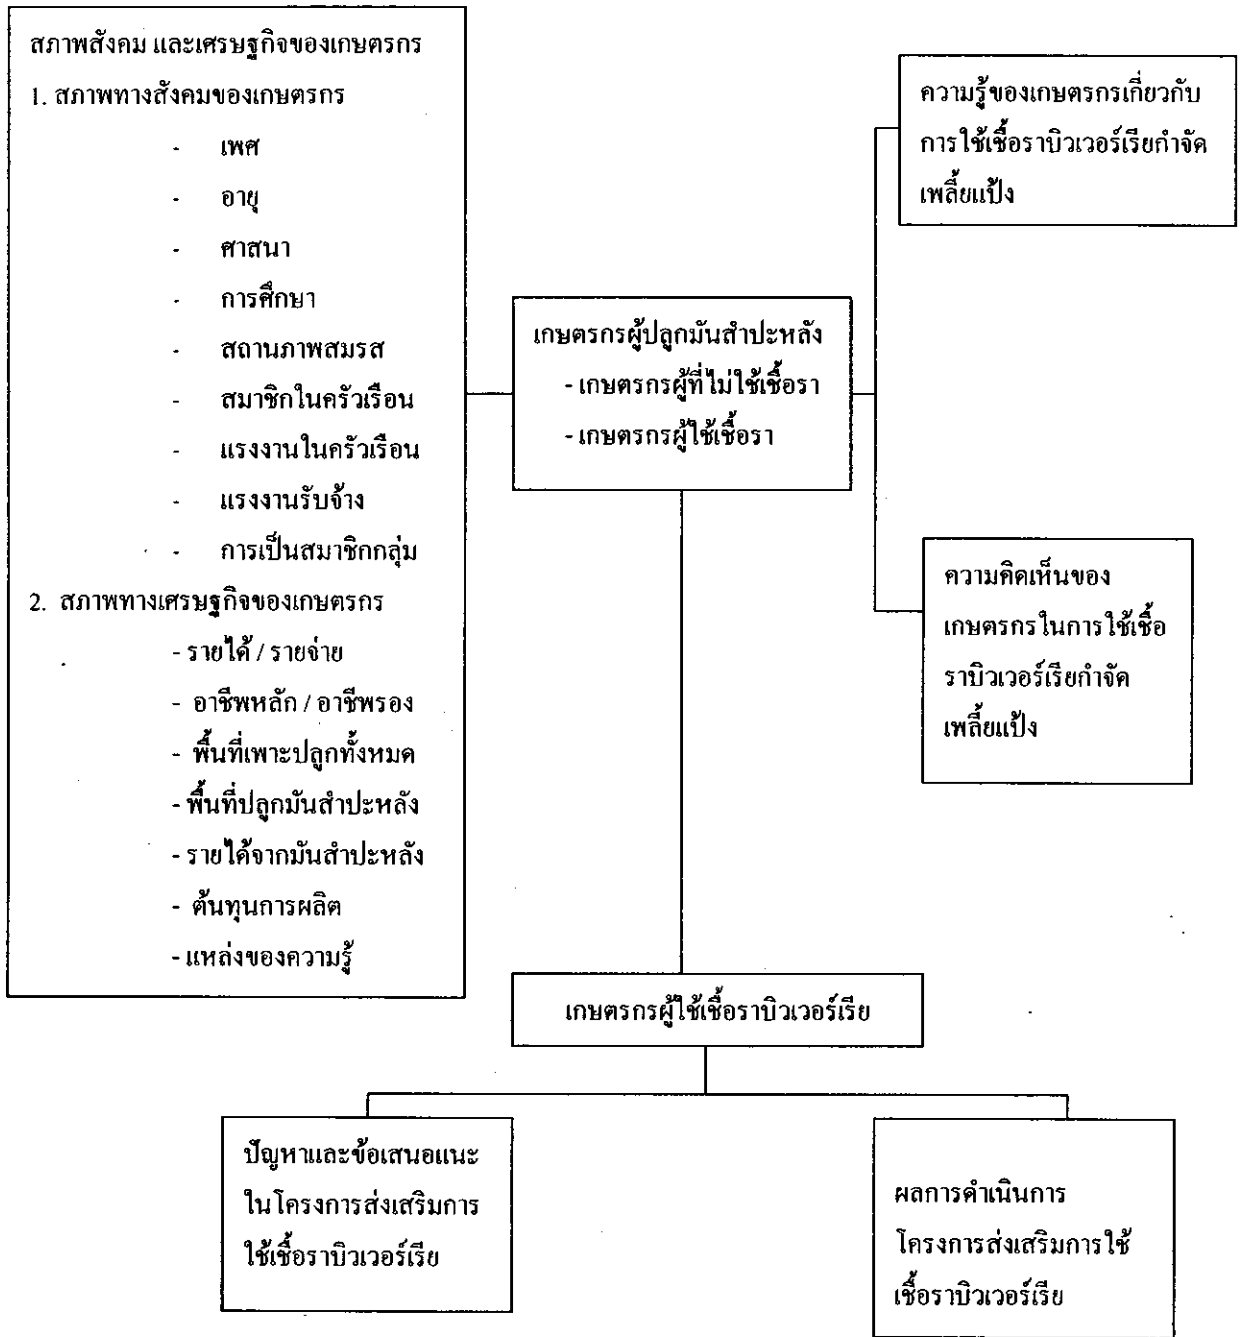 สภาพสังคม และเศรษฐกิจของเกษตรกร
1. สภาพทางสังคมของเกษตรกร
- เพศ
- อายุ
- ศาสนา
- การศึกษา
- สถานภาพสมรส
- สมาชิกในครัวเรือน
- แรงงานในครัวเรือน
- แรงงานรับจ้าง
- การเป็นสมาชิกกลุ่ม
2. สภาพทางเศรษฐกิจของเกษตรกร
- รายได้ / รายจ่าย
- อาชีพหลัก / อาชีพรอง
- พื้นที่เพาะปลูกทั้งหมด
- พื้นที่ปลูกมันสำปะหลัง
- รายได้จากมันสำปะหลัง
- ต้นทุนการผลิต
- แหล่งของความรู้
เกษตรกรผู้ปลูกมันสำปะหลัง
- เกษตรกรผู้ที่ไม่ใช้เชื้อรา
- เกษตรกรผู้ใช้เชื้อรา
ความรู้ของเกษตรกรเกี่ยวกับ
การใช้เชื้อราบิวเวอร์เรียกำจัด
เพลี้ยแป้ง
ความคิดเห็นของ
เกษตรกรในการใช้เชื้อ
ราบิวเวอร์เรียกำจัด
เพลี้ยแป้ง
เกษตรกรผู้ใช้เชื้อราบิวเวอร์เรีย
ปัญหาและข้อเสนอแนะ
ในโครงการส่งเสริมการ
ใช้เชื้อราบิวเวอร์เรีย
ผลการดำเนินการ
โครงการส่งเสริมการใช้
เชื้อราบิวเวอร์เรีย